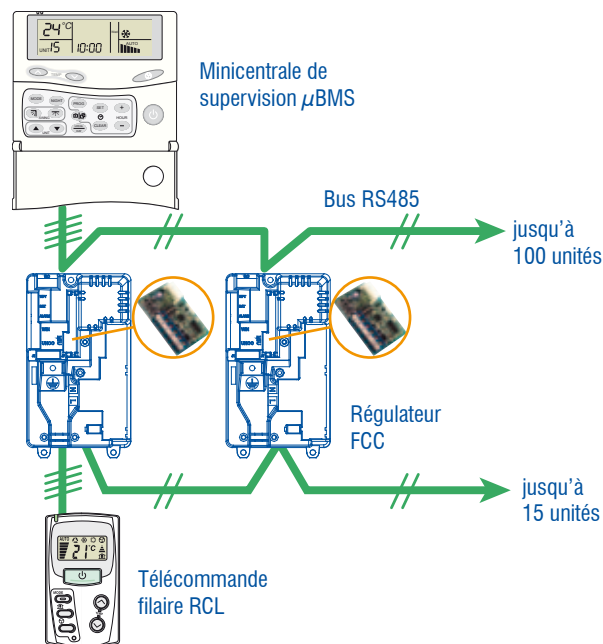 24°C
UNIT 15 10:00 AUTO
MODE NIGHT PROG SET +
HOUR
CLEAR −
Minicentrale de
supervision µBMS
Bus RS485
jusqu'à
100 unités
Régulateur
FCC
N L
N L
jusqu'à
15 unités
AUTO
21°C
MODE
Télécommande
filaire RCL